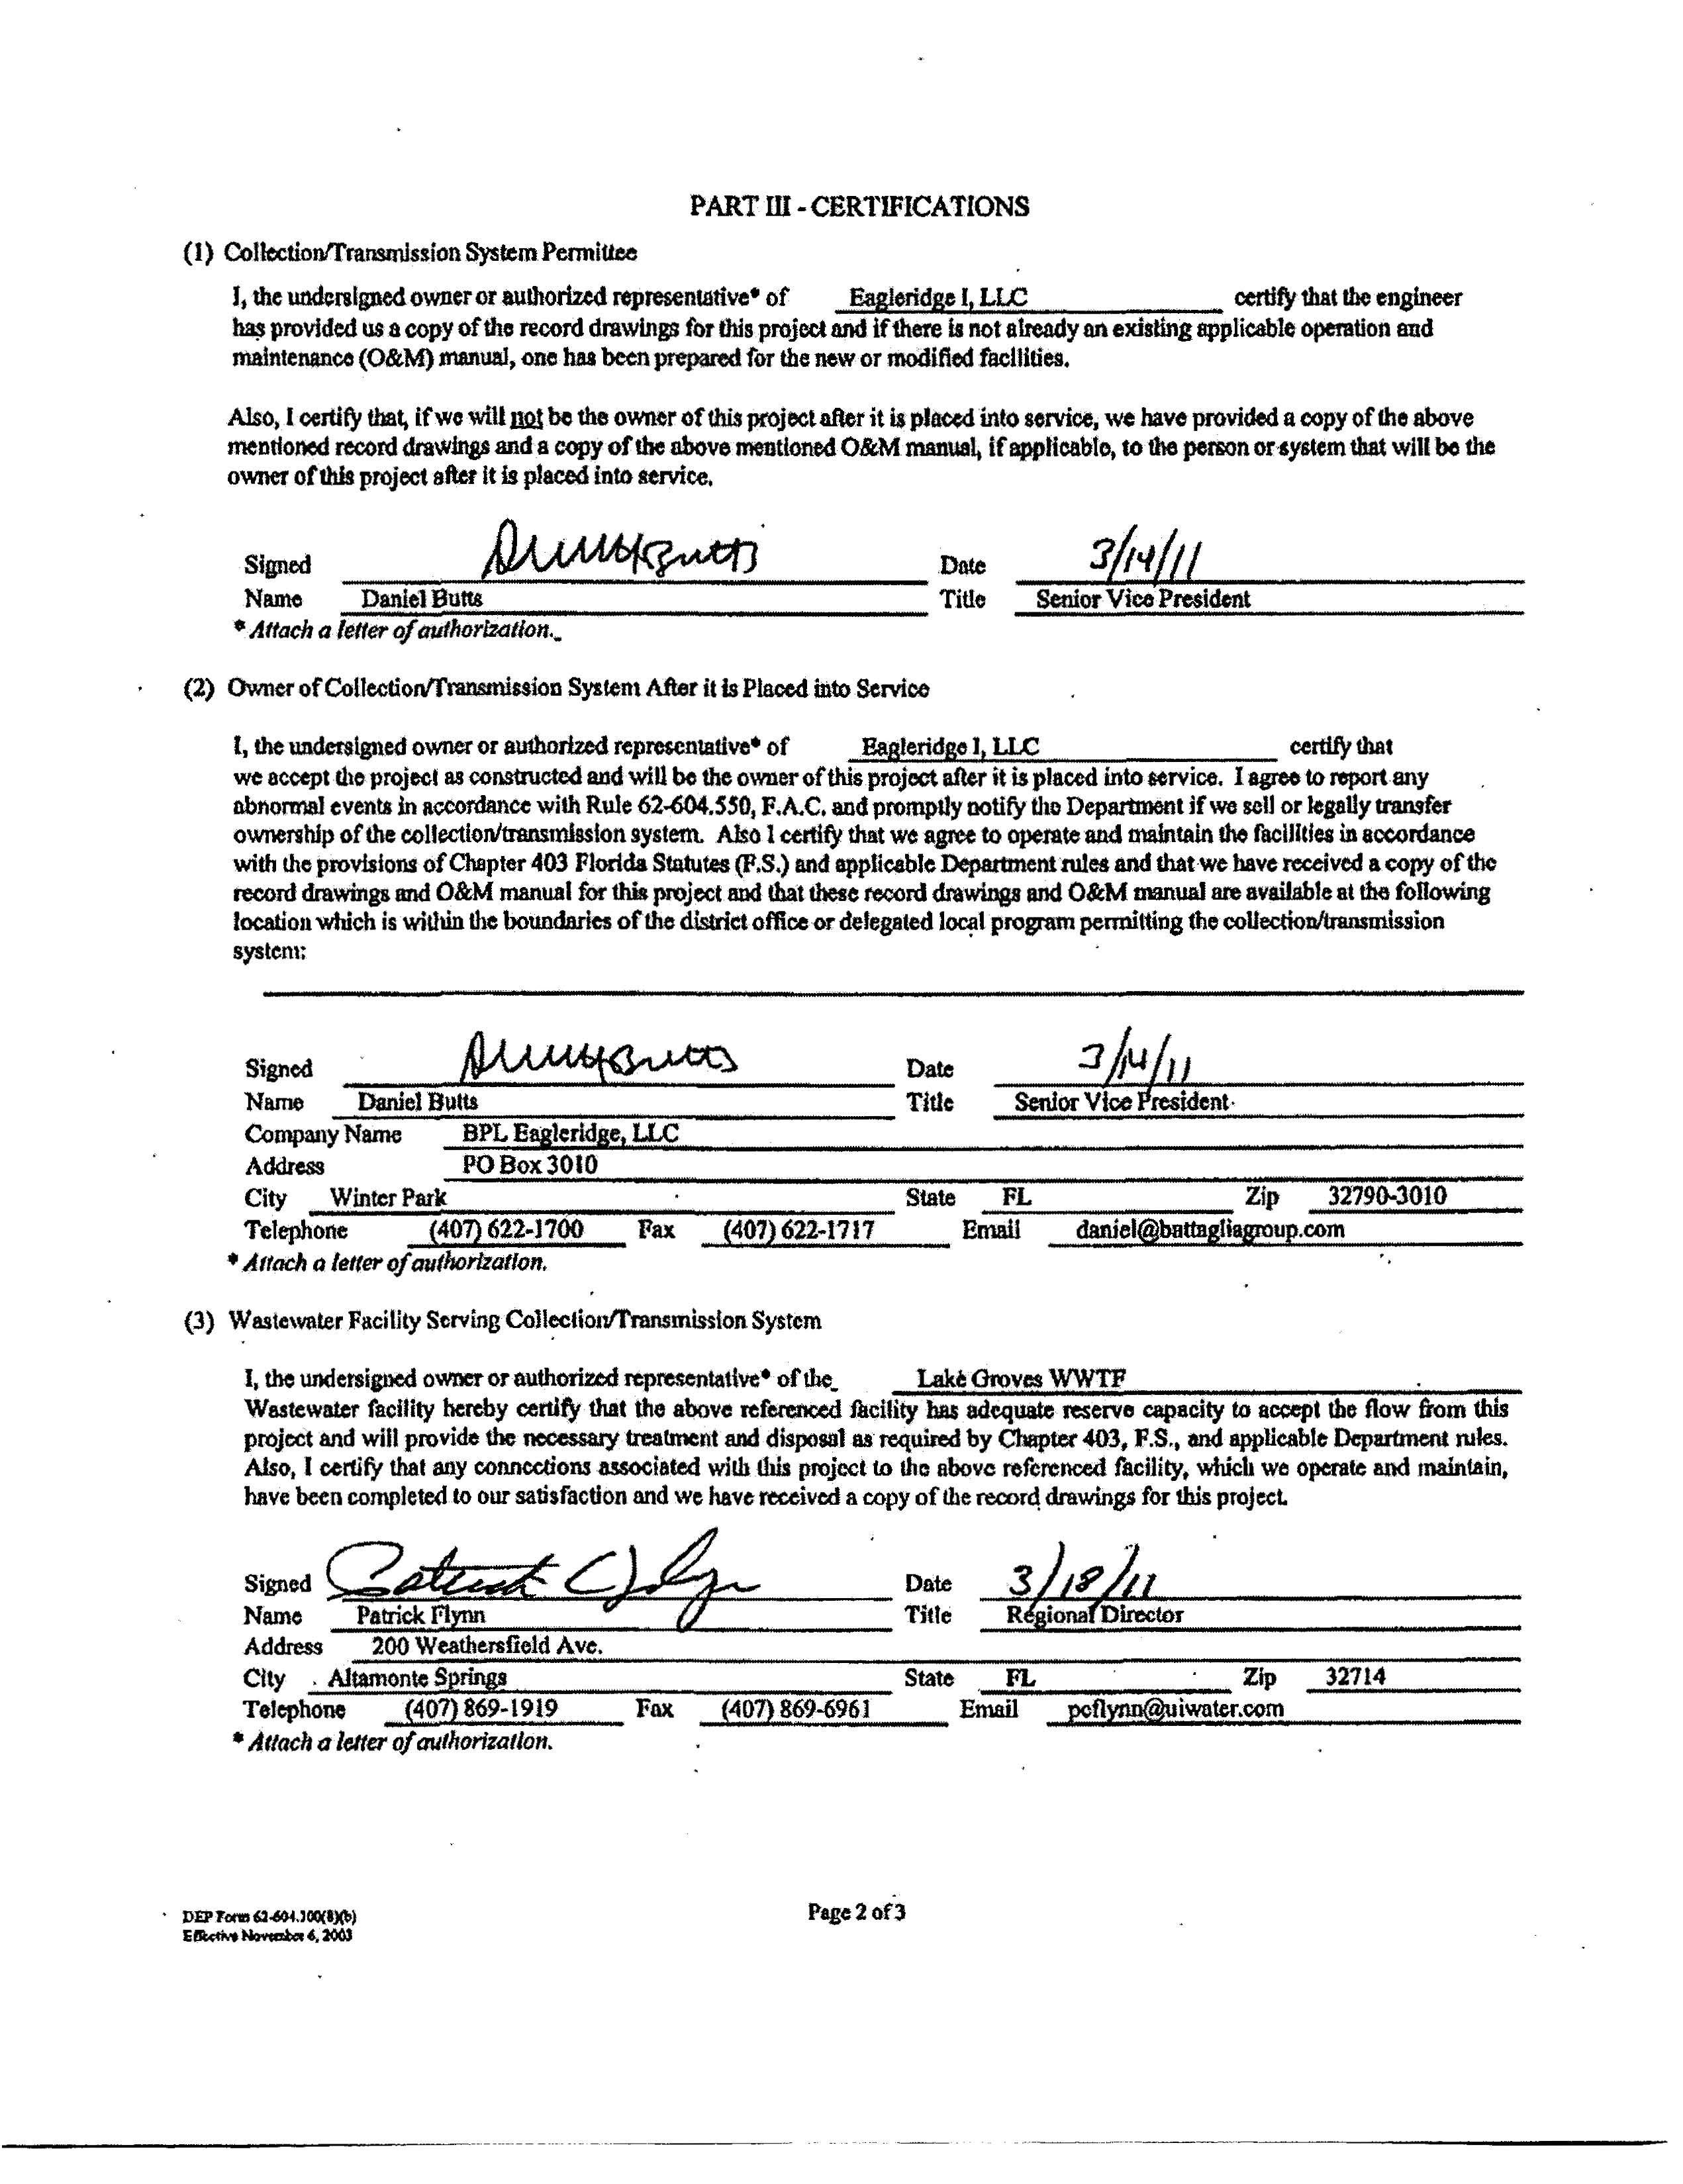 PART III - CERTIFICATIONS
(1) Collection/Transmission System Permittee
I, the undersigned owner or authorized representative* of Eagleridge I, LLC certify that the engineer
has provided us a copy of the record drawings for this project and if there is not already an existing applicable operation and
maintenance (O&M) manual, one has been prepared for the new or modified facilities.
Also, I certify that, if we will not be the owner of this project after it is placed into service, we have provided a copy of the above
mentioned record drawings and a copy of the above mentioned O&M manual, if applicable, to the person or system that will be the
owner of this project after it is placed into service.
Signed Date 3/14/11
Name Daniel Butts Title Senior Vice President
* Attach a letter of authorization.
(2) Owner of Collection/Transmission System After it is Placed into Service
I, the undersigned owner or authorized representative* of Eagleridge I, LLC certify that
we accept the project as constructed and will be the owner of this project after it is placed into service. I agree to report any
abnormal events in accordance with Rule 62-604.550, F.A.C. and promptly notify the Department if we sell or legally transfer
ownership of the collection/transmission system. Also I certify that we agree to operate and maintain the facilities in accordance
with the provisions of Chapter 403 Florida Statutes (F.S.) and applicable Department rules and that we have received a copy of the
record drawings and O&M manual for this project and that these record drawings and O&M manual are available at the following
location which is within the boundaries of the district office or delegated local program permitting the collection/transmission
system:
Signed Date 3/14/11
Name Daniel Butts Title Senior Vice President
Company Name BPL Eagleridge, LLC
Address PO Box 3010
City Winter Park State FL Zip 32790-3010
Telephone (407) 622-1700 Fax (407) 622-1717 Email daniel@battagliagroup.com
* Attach a letter of authorization.
(3) Wastewater Facility Serving Collection/Transmission System
I, the undersigned owner or authorized representative* of the Lake Groves WWTF
Wastewater facility hereby certify that the above referenced facility has adequate reserve capacity to accept the flow from this
project and will provide the necessary treatment and disposal as required by Chapter 403, F.S., and applicable Department rules.
Also, I certify that any connections associated with this project to the above referenced facility, which we operate and maintain,
have been completed to our satisfaction and we have received a copy of the record drawings for this project.
Signed Date 3/18/11
Name Patrick Flynn Title Regional Director
Address 200 Weathersfield Ave.
City Altamonte Springs State FL Zip 32714
Telephone (407) 869-1919 Fax (407) 869-6961 Email pcflynn@uiwater.com
* Attach a letter of authorization.
DEP Form 62-604.300(8)(b) Page 2 of 3
Effective November 6, 2003